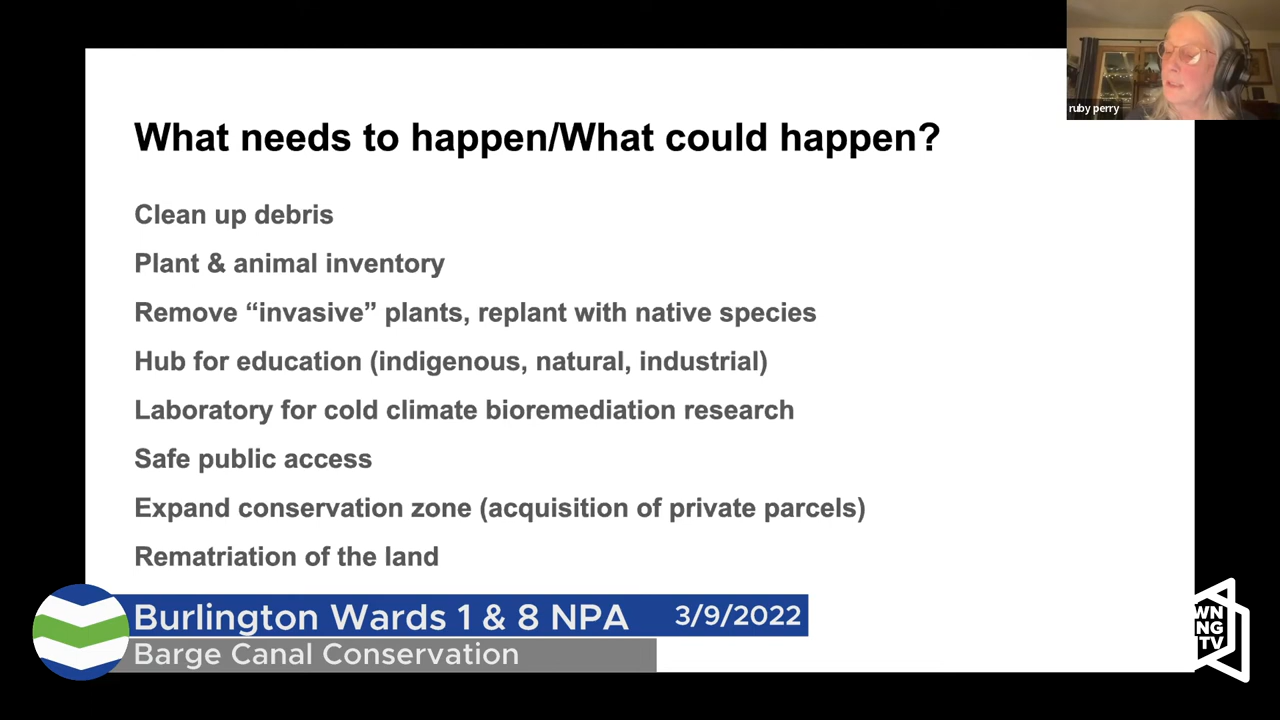 ruby perry
What needs to happen/What could happen?
Clean up debris
Plant & animal inventory
Remove “invasive” plants, replant with native species
Hub for education (indigenous, natural, industrial)
Laboratory for cold climate bioremediation research
Safe public access
Expand conservation zone (acquisition of private parcels)
Rematriation of the land
Burlington Wards 1 & 8 NPA 3/9/2022
Barge Canal Conservation
WN
NG
TV